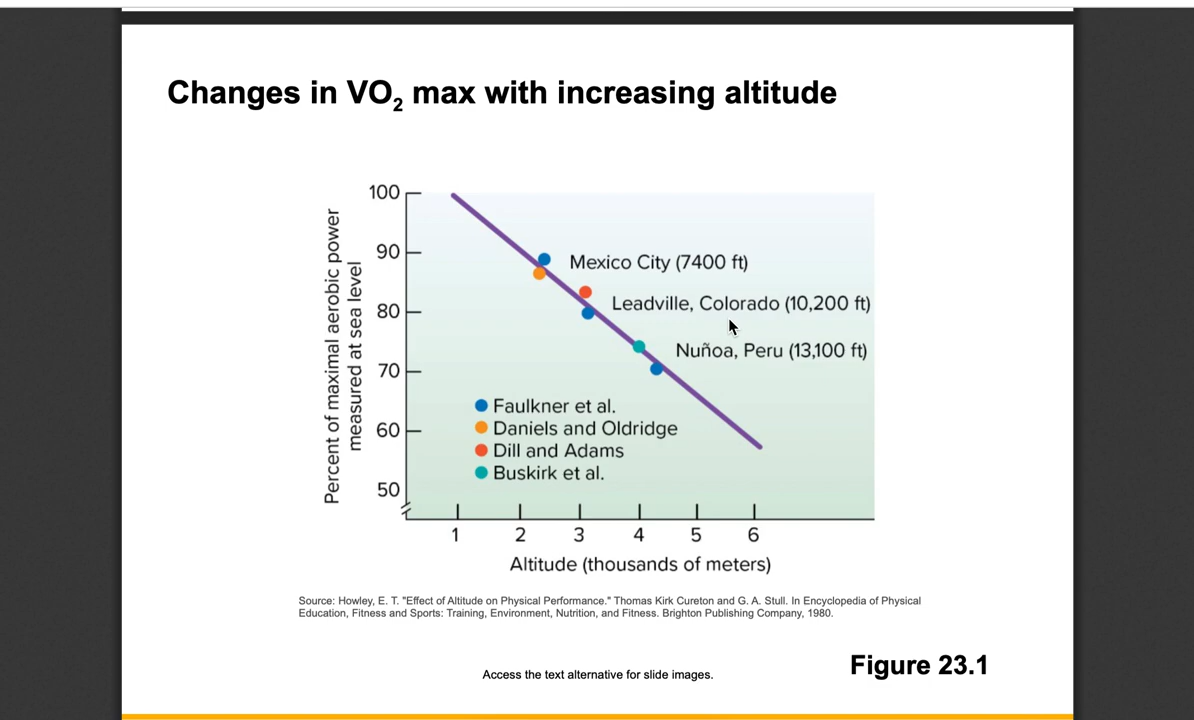 Changes in VO2 max with increasing altitude
Percent of maximal aerobic power
measured at sea level
100
90
80
70
60
50
Mexico City (7400 ft)
Leadville, Colorado (10,200 ft)
Nuñoa, Peru (13,100 ft)
Faulkner et al.
Daniels and Oldridge
Dill and Adams
Buskirk et al.
1 2 3 4 5 6
Altitude (thousands of meters)
Source: Howley, E. T. "Effect of Altitude on Physical Performance." Thomas Kirk Cureton and G. A. Stull. In Encyclopedia of Physical
Education, Fitness and Sports: Training, Environment, Nutrition, and Fitness. Brighton Publishing Company, 1980.
Figure 23.1
Access the text alternative for slide images.